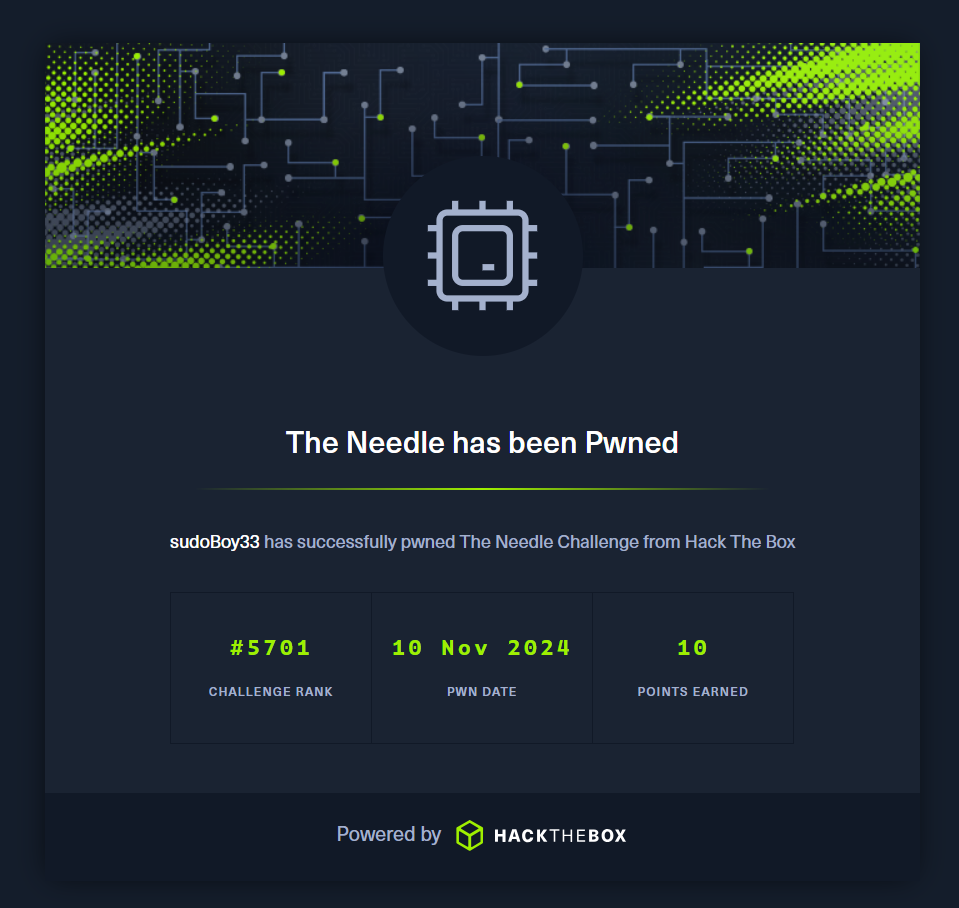 The Needle has been Pwned
sudoBoy33 has successfully pwned The Needle Challenge from Hack The Box
#5701 10 Nov 2024 10
CHALLENGE RANK PWN DATE POINTS EARNED
Powered by HACKTHEBOX